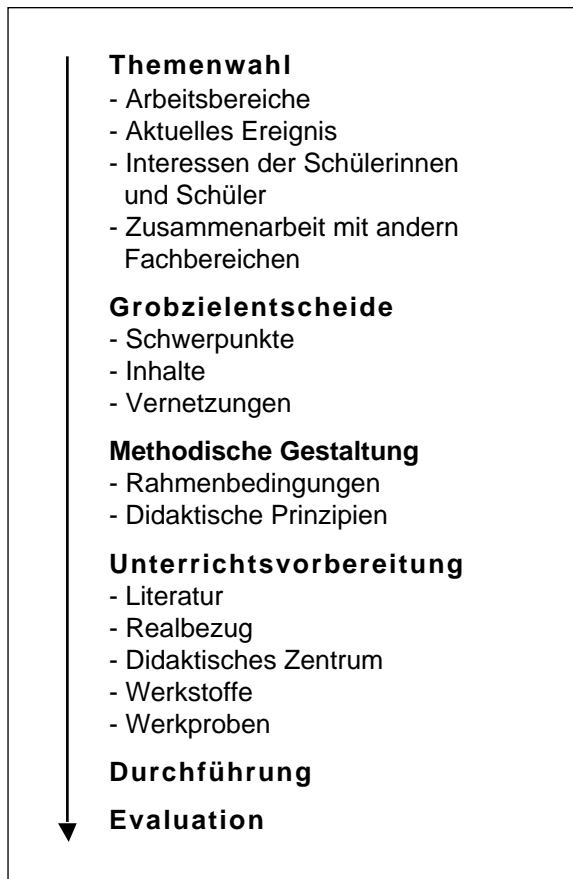 Themenwahl
- Arbeitsbereiche
- Aktuelles Ereignis
- Interessen der Schülerinnen
und Schüler
- Zusammenarbeit mit andern
Fachbereichen
Grobzielentscheide
- Schwerpunkte
- Inhalte
- Vernetzungen
Methodische Gestaltung
- Rahmenbedingungen
- Didaktische Prinzipien
Unterrichtsvorbereitung
- Literatur
- Realbezug
- Didaktisches Zentrum
- Werkstoffe
- Werkproben
Durchführung
Evaluation